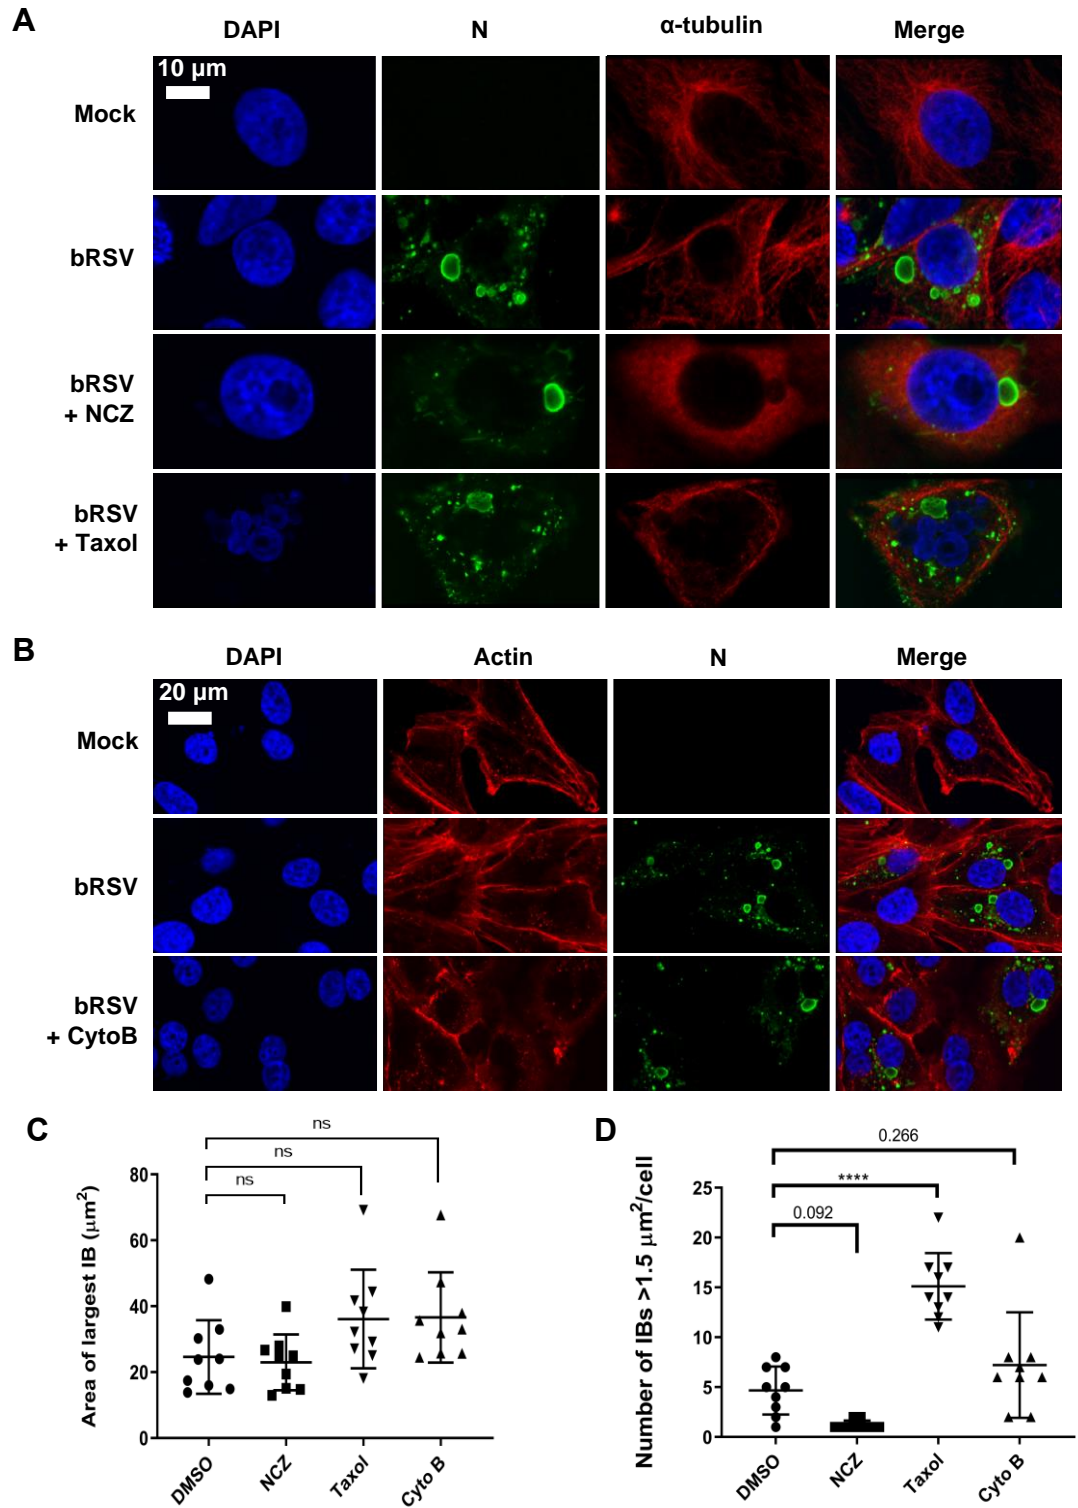 A
DAPI N α-tubulin Merge
10 µm
Mock
bRSV
bRSV
+ NCZ
bRSV
+ Taxol
B
DAPI Actin N Merge
20 µm
Mock
bRSV
bRSV
+ CytoB
C
ns
ns
ns
Area of largest IB (µm²)
80
60
40
20
0
DMSO NCZ Taxol Cyto B
D
0.266
****
0.092
Number of IBs >1.5 µm²/cell
25
20
15
10
5
0
DMSO NCZ Taxol Cyto B